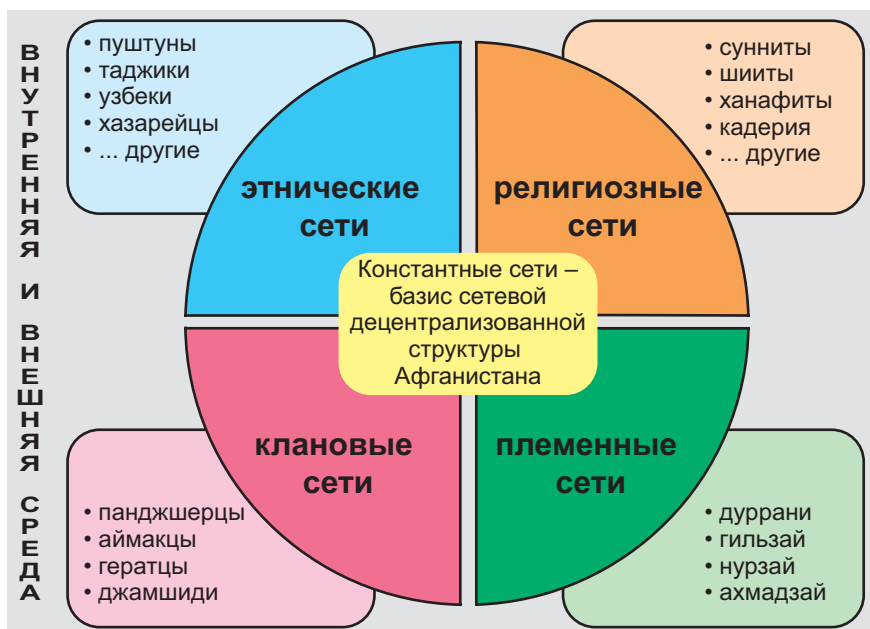 ВНУТРЕННЯЯ И ВНЕШНЯЯ СРЕДА
• пуштуны
• таджики
• узбеки
• хазарейцы
• ... другие
• сунниты
• шииты
• ханафиты
• кадерия
• ... другие
этнические
сети
религиозные
сети
Константные сети –
базис сетевой
децентрализованной
структуры
Афганистана
клановые
сети
племенные
сети
• панджшерцы
• аймакцы
• гератцы
• джамшиди
• дуррани
• гильзай
• нурзай
• ахмадзай